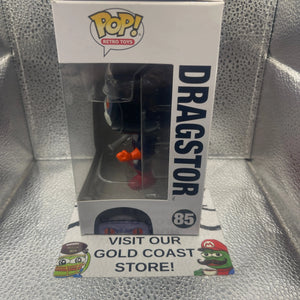 POP!
RETRO TOYS
DRAGSTOR
85
VISIT OUR
GOLD COAST
STORE!